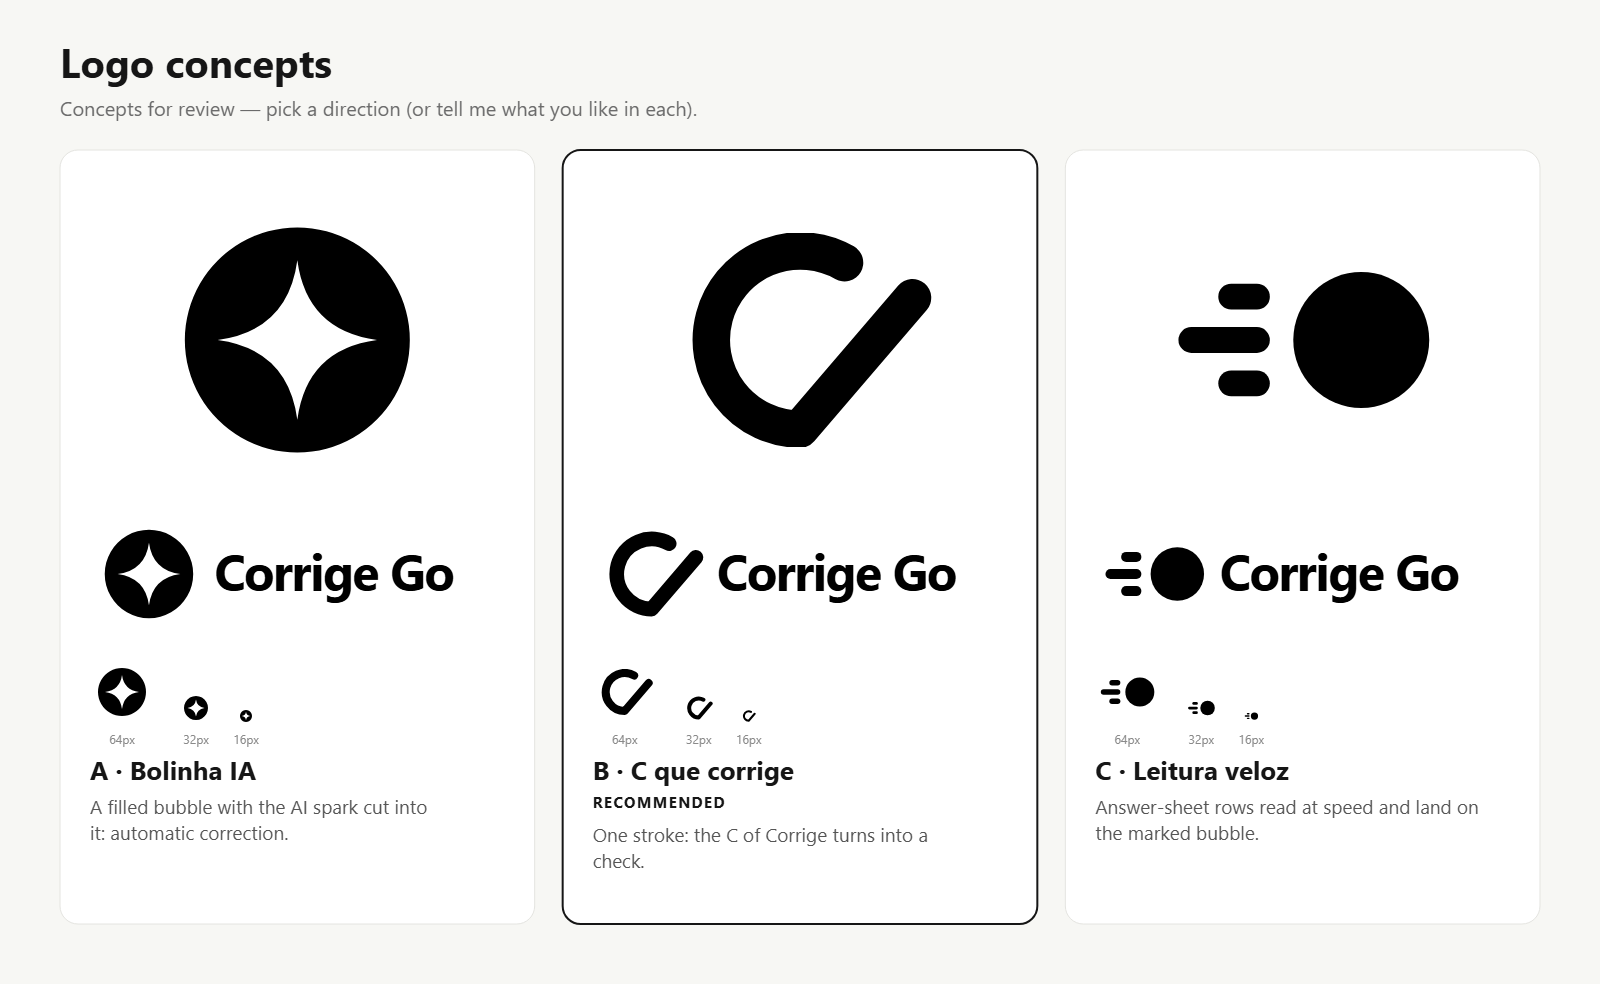 Logo concepts
Concepts for review — pick a direction (or tell me what you like in each).
Corrige Go
64px 32px 16px
A · Bolinha IA
A filled bubble with the AI spark cut into
it: automatic correction.
Corrige Go
64px 32px 16px
B · C que corrige
RECOMMENDED
One stroke: the C of Corrige turns into a
check.
Corrige Go
64px 32px 16px
C · Leitura veloz
Answer-sheet rows read at speed and land on
the marked bubble.